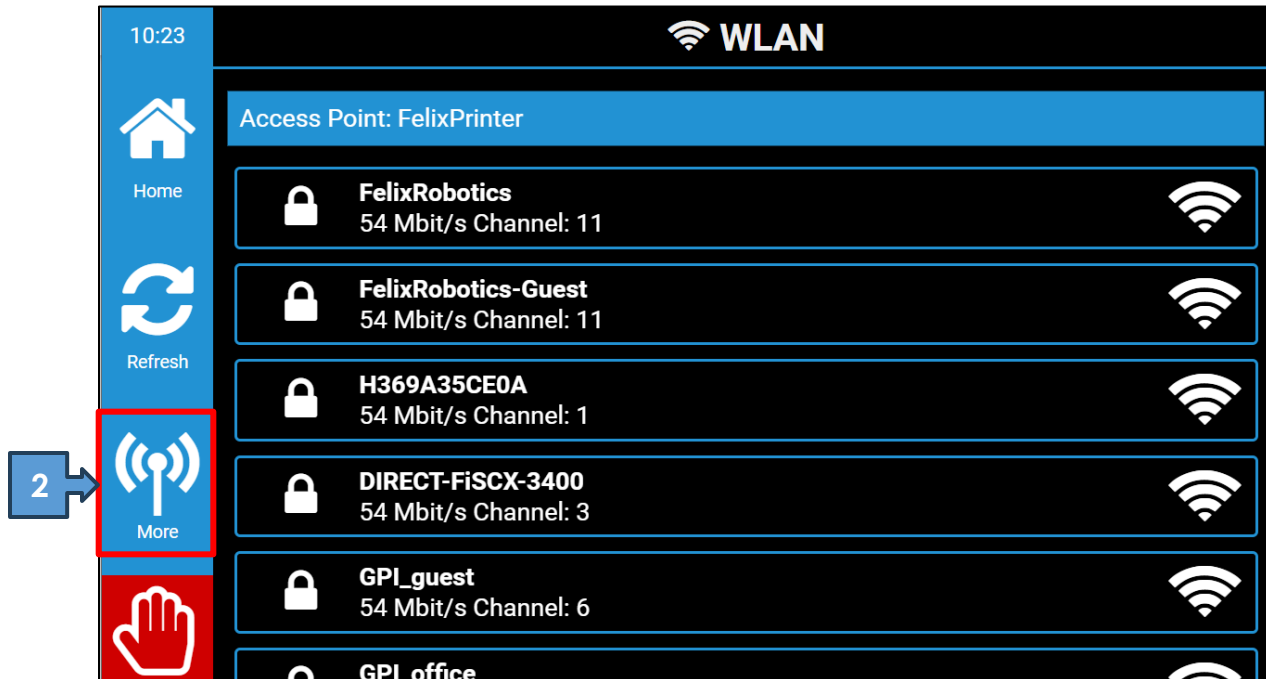 10:23
WLAN
Access Point: FelixPrinter
Home
FelixRobotics
54 Mbit/s Channel: 11
Refresh
FelixRobotics-Guest
54 Mbit/s Channel: 11
H369A35CE0A
54 Mbit/s Channel: 1
2
More
DIRECT-FiSCX-3400
54 Mbit/s Channel: 3
GPI_guest
54 Mbit/s Channel: 6
GPI_office